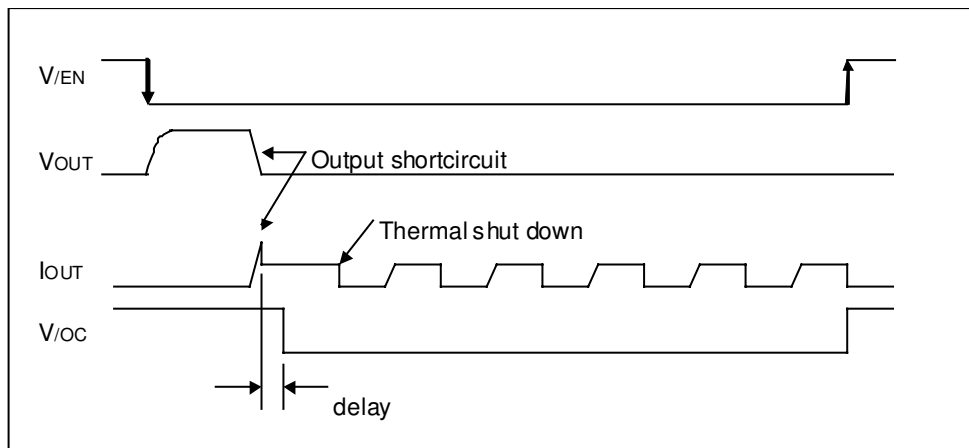 V/EN
VOUT
Output shortcircuit
Thermal shut down
IOUT
V/OC
delay